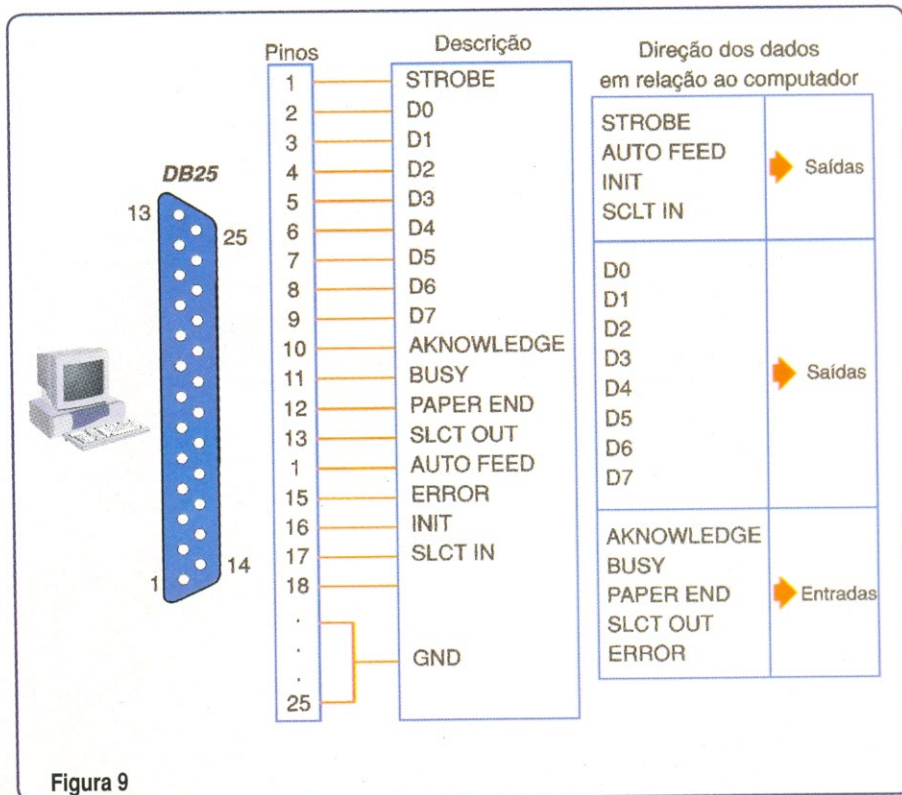 Pinos
Descrição
Direção dos dados
em relação ao computador
DB25
13
25
1
14
1 STROBE
2 D0
3 D1
4 D2
5 D3
6 D4
7 D5
8 D6
9 D7
10 AKNOWLEDGE
11 BUSY
12 PAPER END
13 SLCT OUT
1 AUTO FEED
15 ERROR
16 INIT
17 SLCT IN
18
.
.
.
25
GND
STROBE
AUTO FEED
INIT
SCLT IN
Saídas
D0
D1
D2
D3
D4
D5
D6
D7
Saídas
AKNOWLEDGE
BUSY
PAPER END
SLCT OUT
ERROR
Entradas
Figura 9